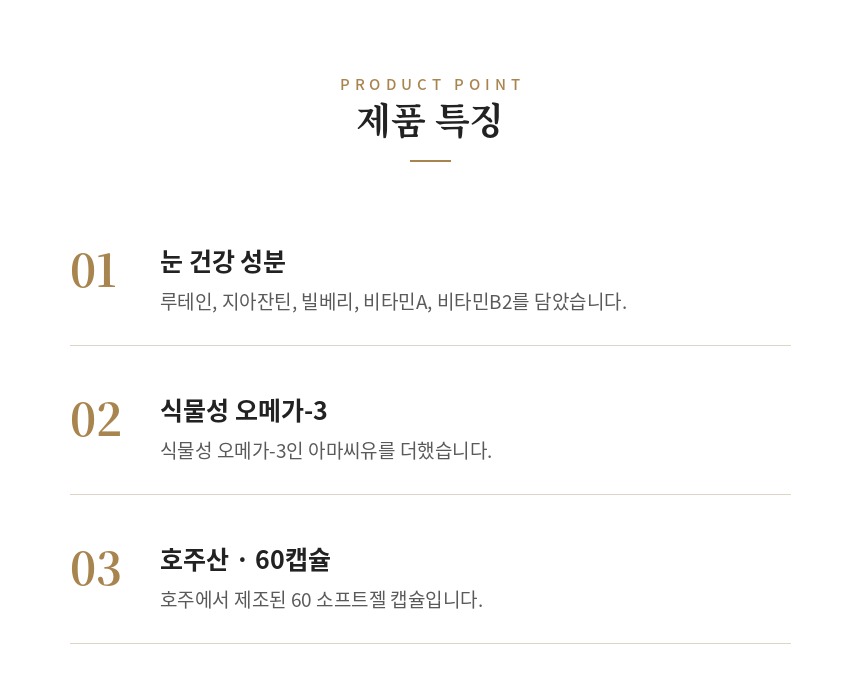 PRODUCT POINT
제품 특징
01
눈 건강 성분
루테인, 지아잔틴, 빌베리, 비타민A, 비타민B2를 담았습니다.
02
식물성 오메가-3
식물성 오메가-3인 아마씨유를 더했습니다.
03
호주산 · 60캡슐
호주에서 제조된 60 소프트젤 캡슐입니다.